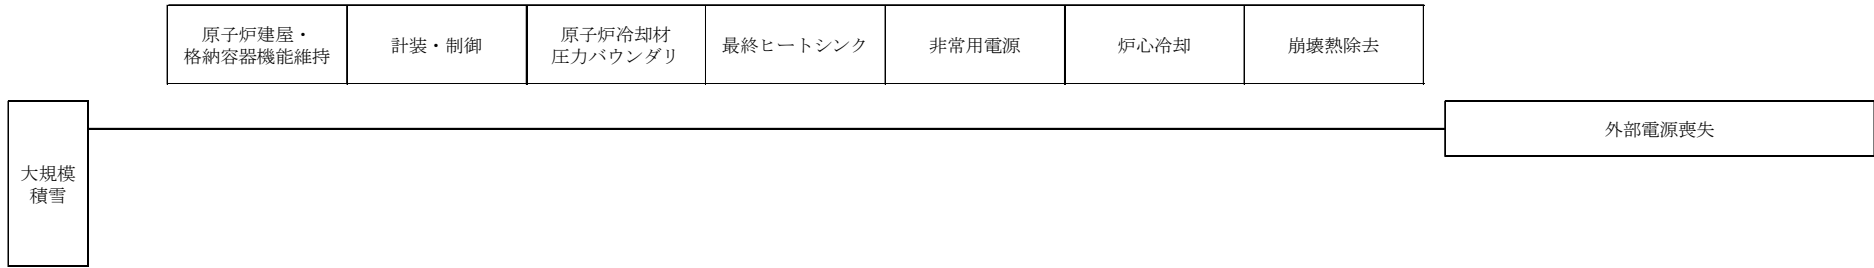 原子炉建屋・
格納容器機能維持
計装・制御
原子炉冷却材
圧力バウンダリ
最終ヒートシンク
非常用電源
炉心冷却
崩壊熱除去
大規模
積雪
外部電源喪失